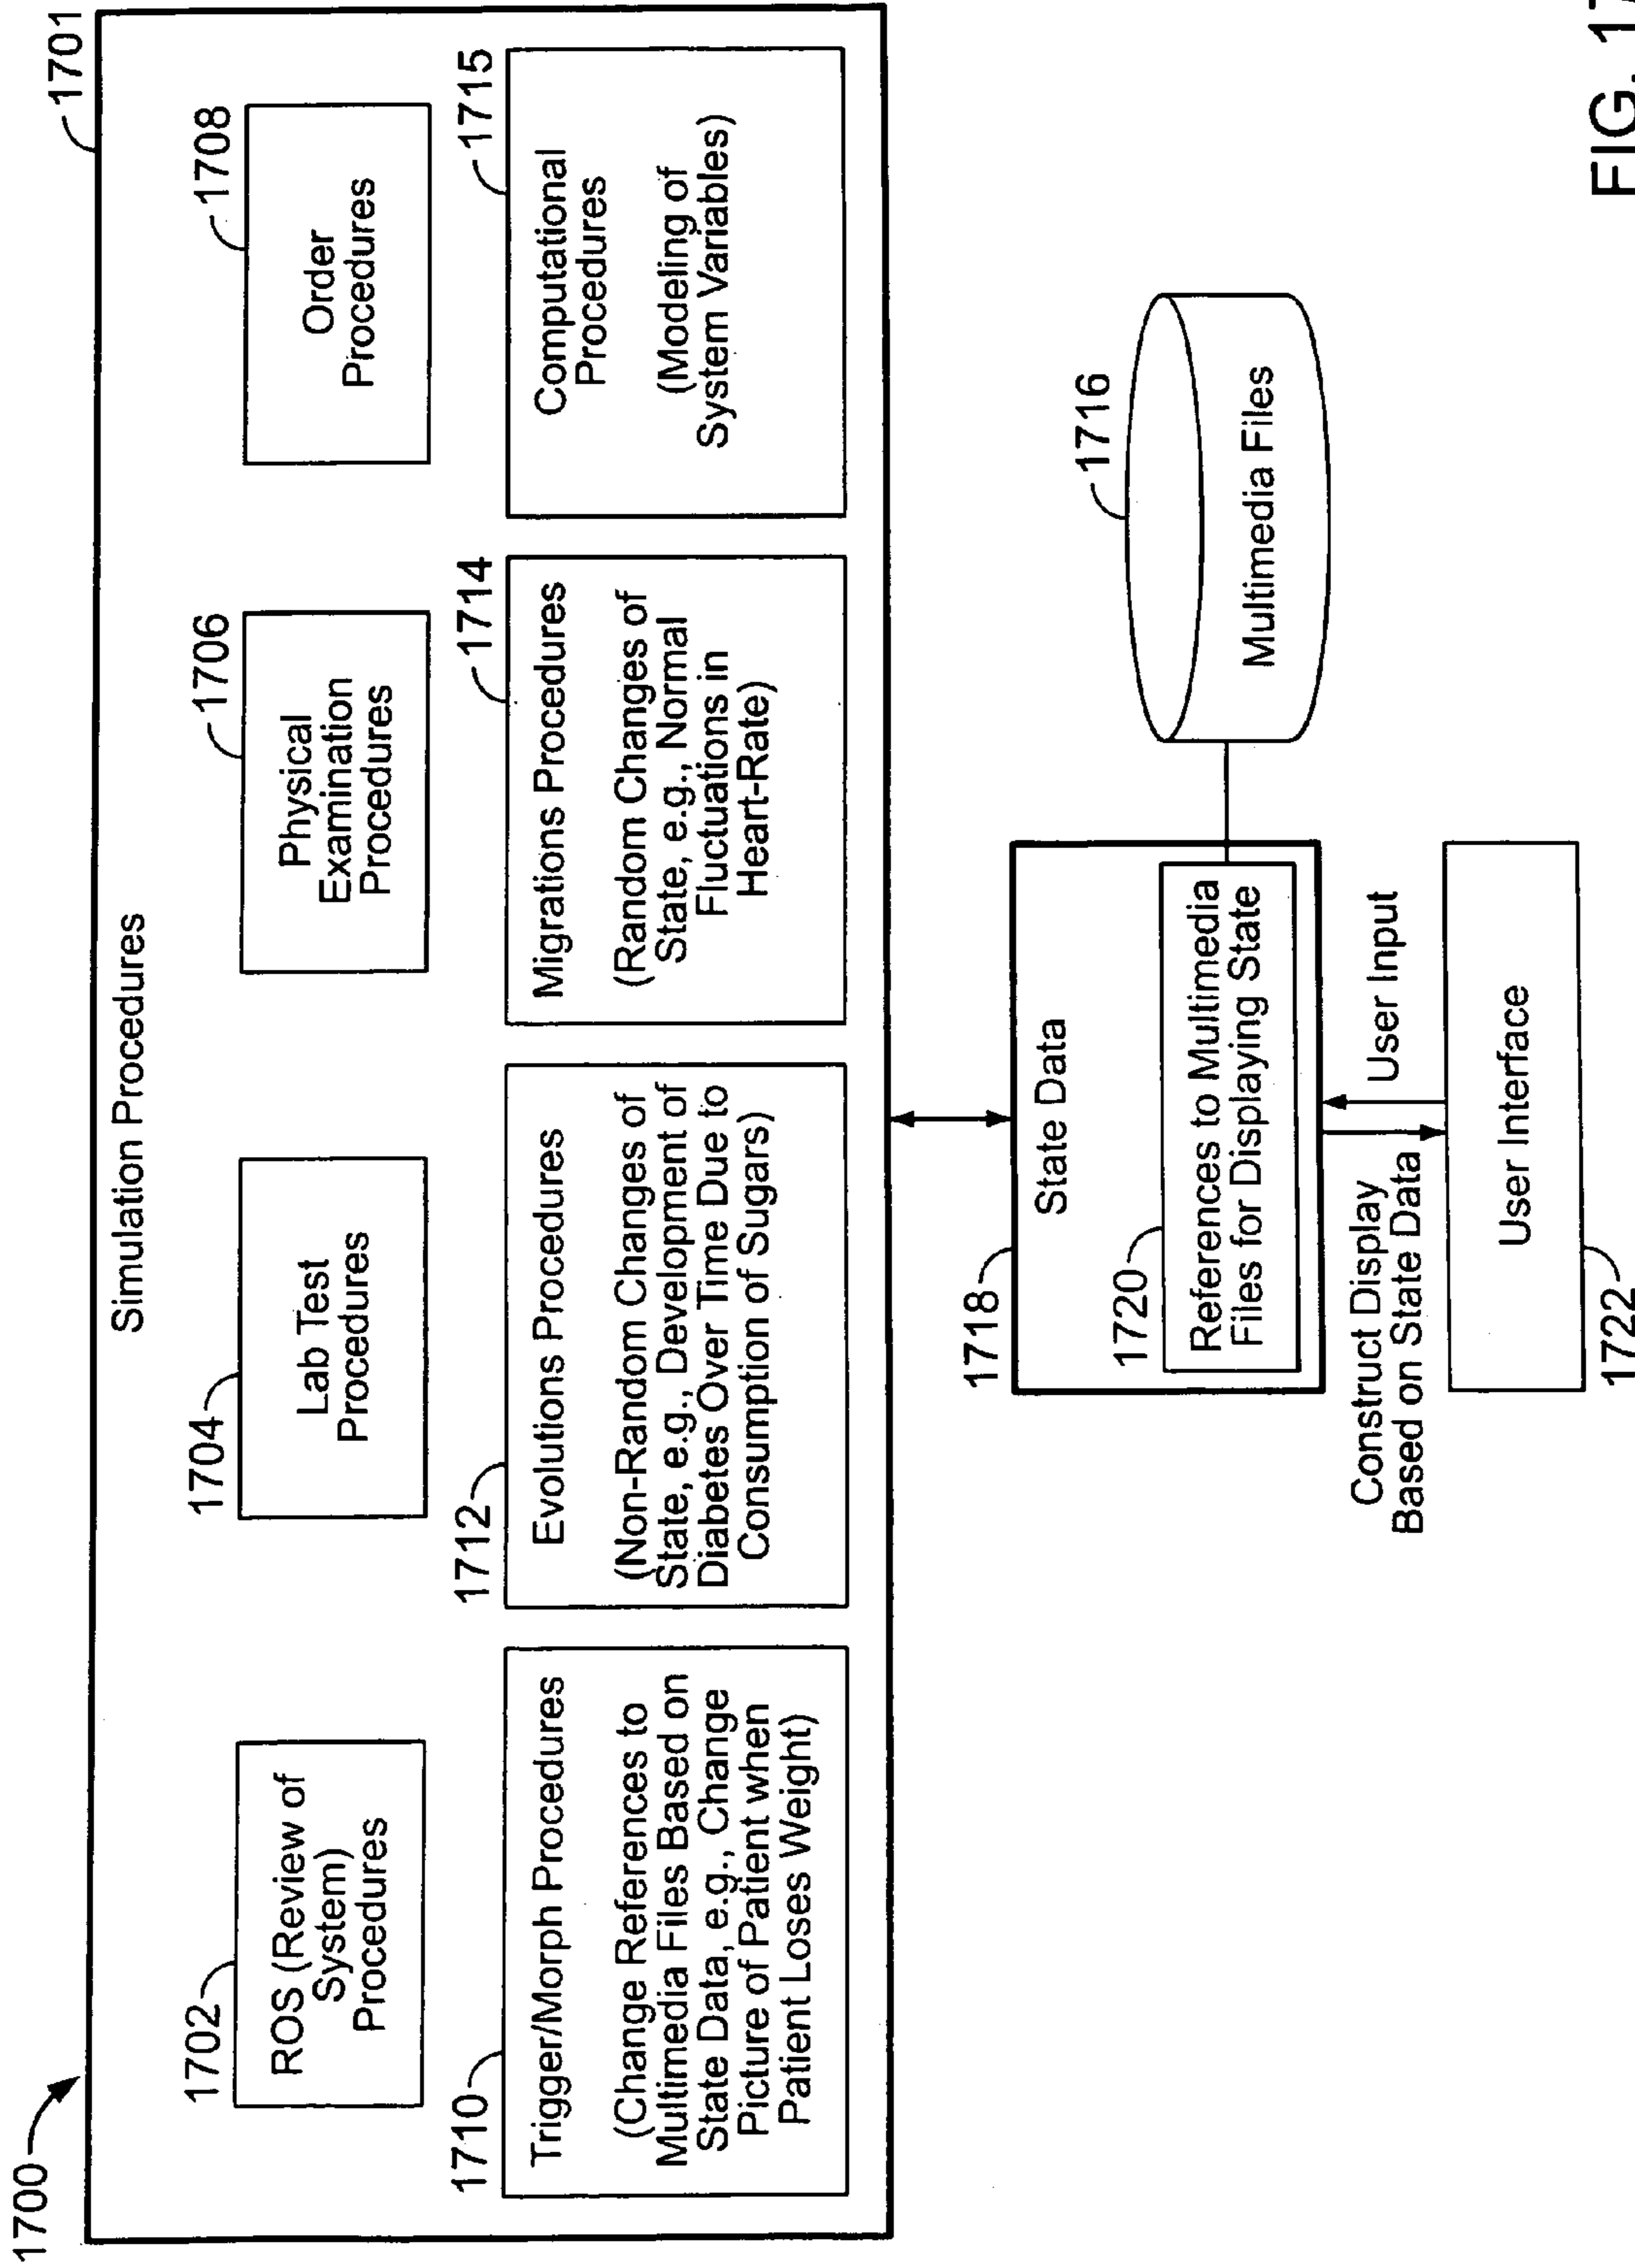 1700
1701
Simulation Procedures
1702
ROS (Review of
System)
Procedures
1704
Lab Test
Procedures
1706
Physical
Examination
Procedures
1708
Order
Procedures
1710
Trigger/Morph Procedures
(Change References to
Multimedia Files Based on
State Data, e.g., Change
Picture of Patient when
Patient Loses Weight)
1712
Evolutions Procedures
(Non-Random Changes of
State, e.g., Development of
Diabetes Over Time Due to
Consumption of Sugars)
1714
Migrations Procedures
(Random Changes of
State, e.g., Normal
Fluctuations in
Heart-Rate)
1715
Computational
Procedures
(Modeling of
System Variables)
1718
State Data
1720
References to Multimedia
Files for Displaying State
1716
Multimedia Files
Construct Display
Based on State Data
User Input
User Interface
1722
FIG.